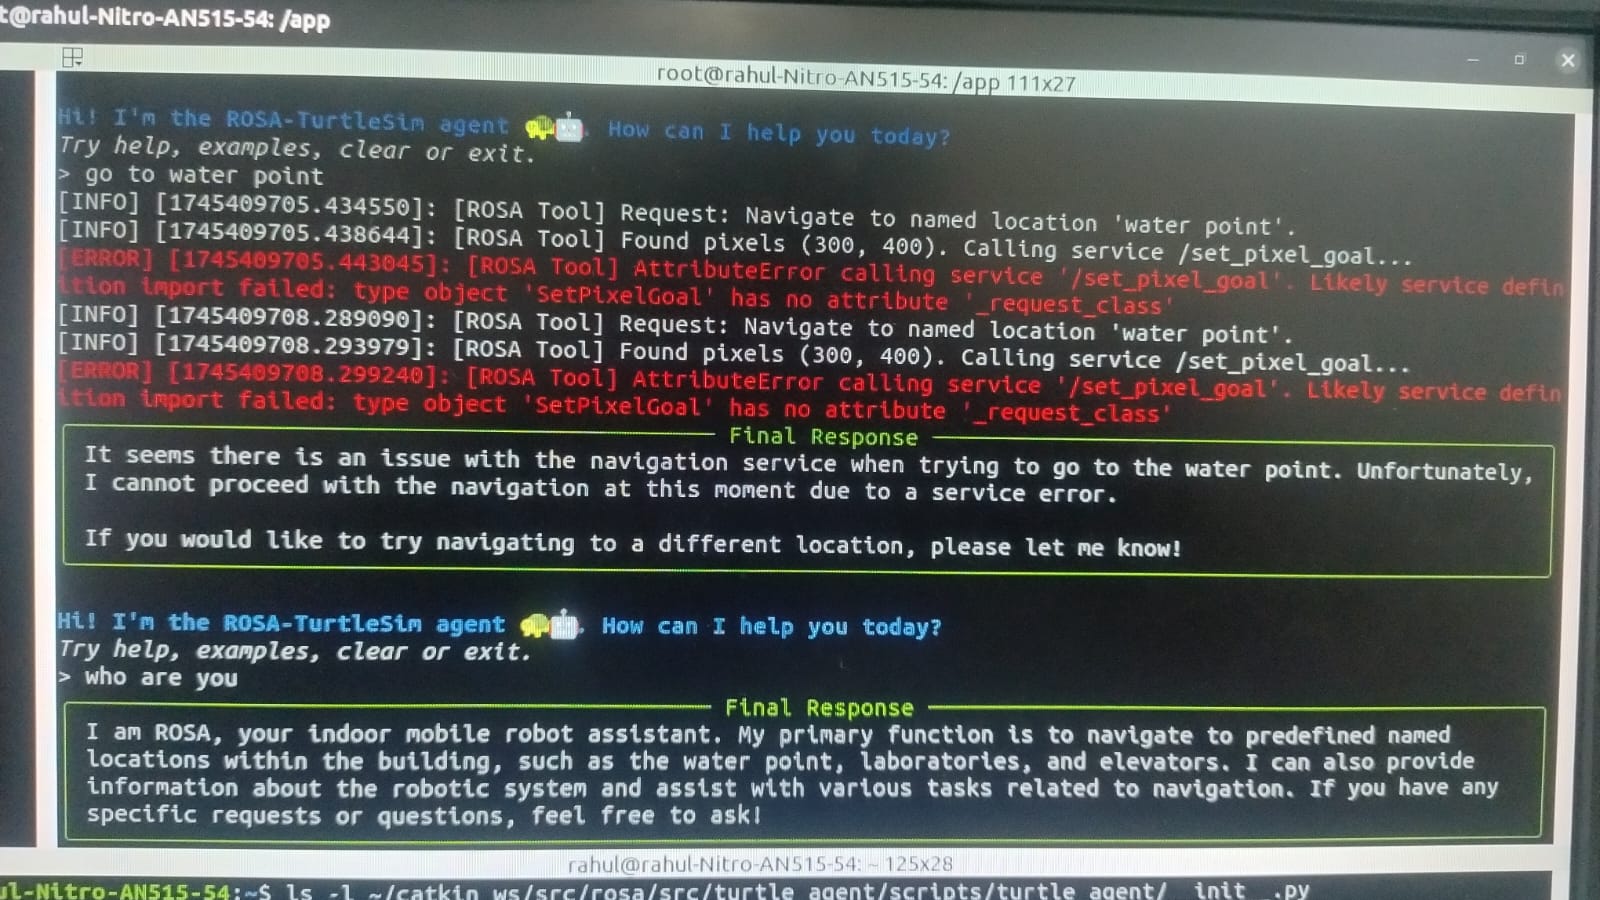 t@rahul-Nitro-AN515-54: /app
root@rahul-Nitro-AN515-54: /app 111x27
Hi! I'm the ROSA-TurtleSim agent 🐢🤖. How can I help you today?
Try help, examples, clear or exit.
> go to water point
[INFO] [1745409705.434550]: [ROSA Tool] Request: Navigate to named location 'water point'.
[INFO] [1745409705.438644]: [ROSA Tool] Found pixels (300, 400). Calling service /set_pixel_goal...
[ERROR] [1745409705.443045]: [ROSA Tool] AttributeError calling service '/set_pixel_goal'. Likely service defin
ition import failed: type object 'SetPixelGoal' has no attribute '_request_class'
[INFO] [1745409708.289090]: [ROSA Tool] Request: Navigate to named location 'water point'.
[INFO] [1745409708.293979]: [ROSA Tool] Found pixels (300, 400). Calling service /set_pixel_goal...
[ERROR] [1745409708.299240]: [ROSA Tool] AttributeError calling service '/set_pixel_goal'. Likely service defin
ition import failed: type object 'SetPixelGoal' has no attribute '_request_class'
Final Response
It seems there is an issue with the navigation service when trying to go to the water point. Unfortunately,
I cannot proceed with the navigation at this moment due to a service error.
If you would like to try navigating to a different location, please let me know!
Hi! I'm the ROSA-TurtleSim agent 🐢🤖. How can I help you today?
Try help, examples, clear or exit.
> who are you
Final Response
I am ROSA, your indoor mobile robot assistant. My primary function is to navigate to predefined named
locations within the building, such as the water point, laboratories, and elevators. I can also provide
information about the robotic system and assist with various tasks related to navigation. If you have any
specific requests or questions, feel free to ask!
rahul@rahul-Nitro-AN515-54: ~ 125x28
ul-Nitro-AN515-54:~$ ls -l ~/catkin_ws/src/rosa/src/turtle_agent/scripts/turtle_agent/__init__.py